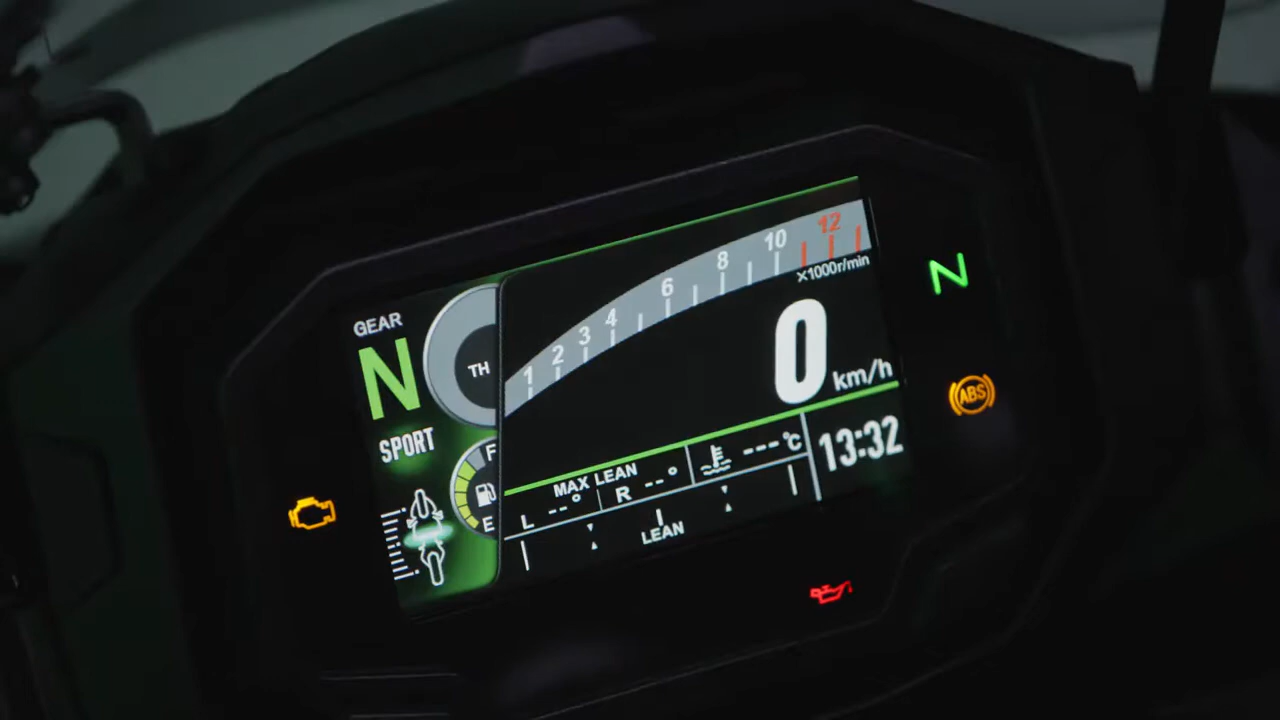 12
10
8
6
4
3
2
1
×1000r/min
GEAR
N
TH
SPORT
0
km/h
N
ABS
F
E
MAX LEAN
L --°
R --°
---°C
13:32
LEAN